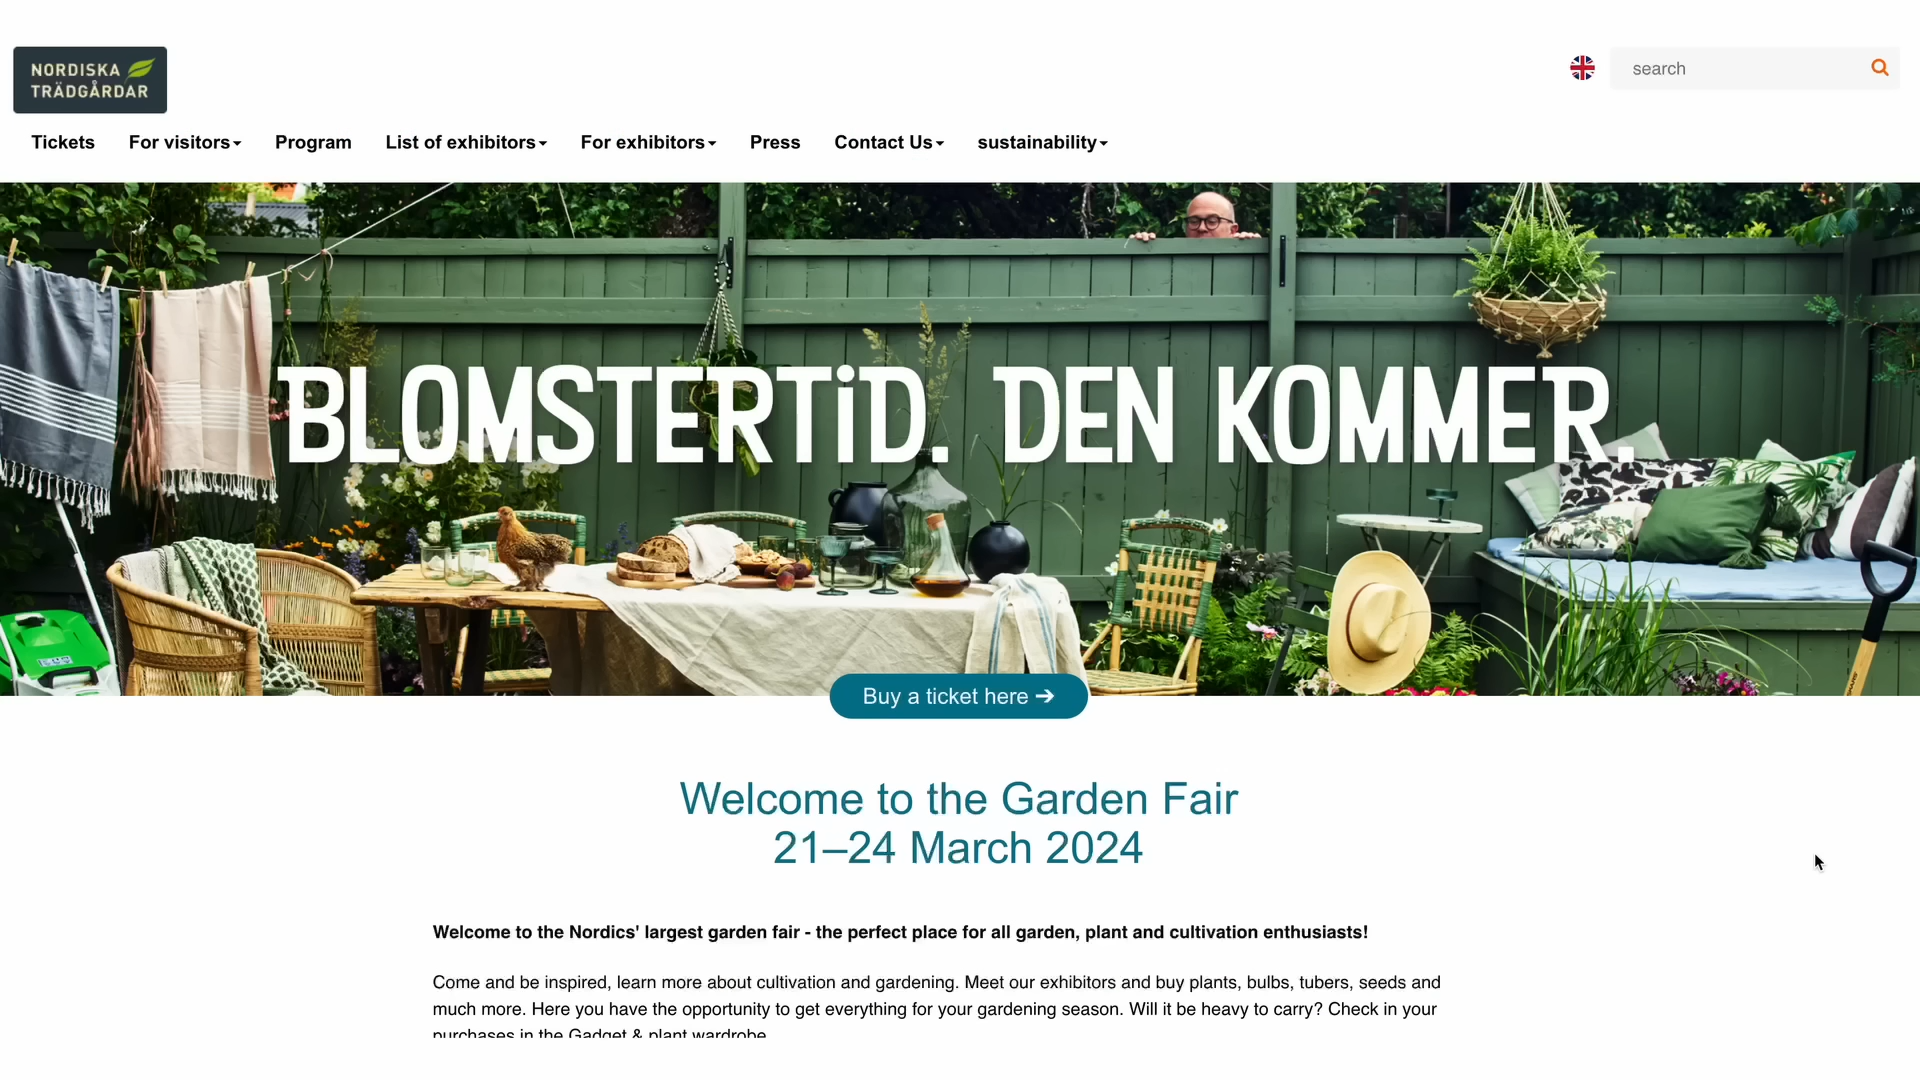 NORDISKA
TRÄDGÅRDAR
search
Tickets
For visitors
Program
List of exhibitors
For exhibitors
Press
Contact Us
sustainability
BLOMSTERTiD. DEN KOMMER.
Buy a ticket here ➔
Welcome to the Garden Fair
21–24 March 2024
Welcome to the Nordics' largest garden fair - the perfect place for all garden, plant and cultivation enthusiasts!
Come and be inspired, learn more about cultivation and gardening. Meet our exhibitors and buy plants, bulbs, tubers, seeds and
much more. Here you have the opportunity to get everything for your gardening season. Will it be heavy to carry? Check in your
purchases in the Gadget & plant wardrobe